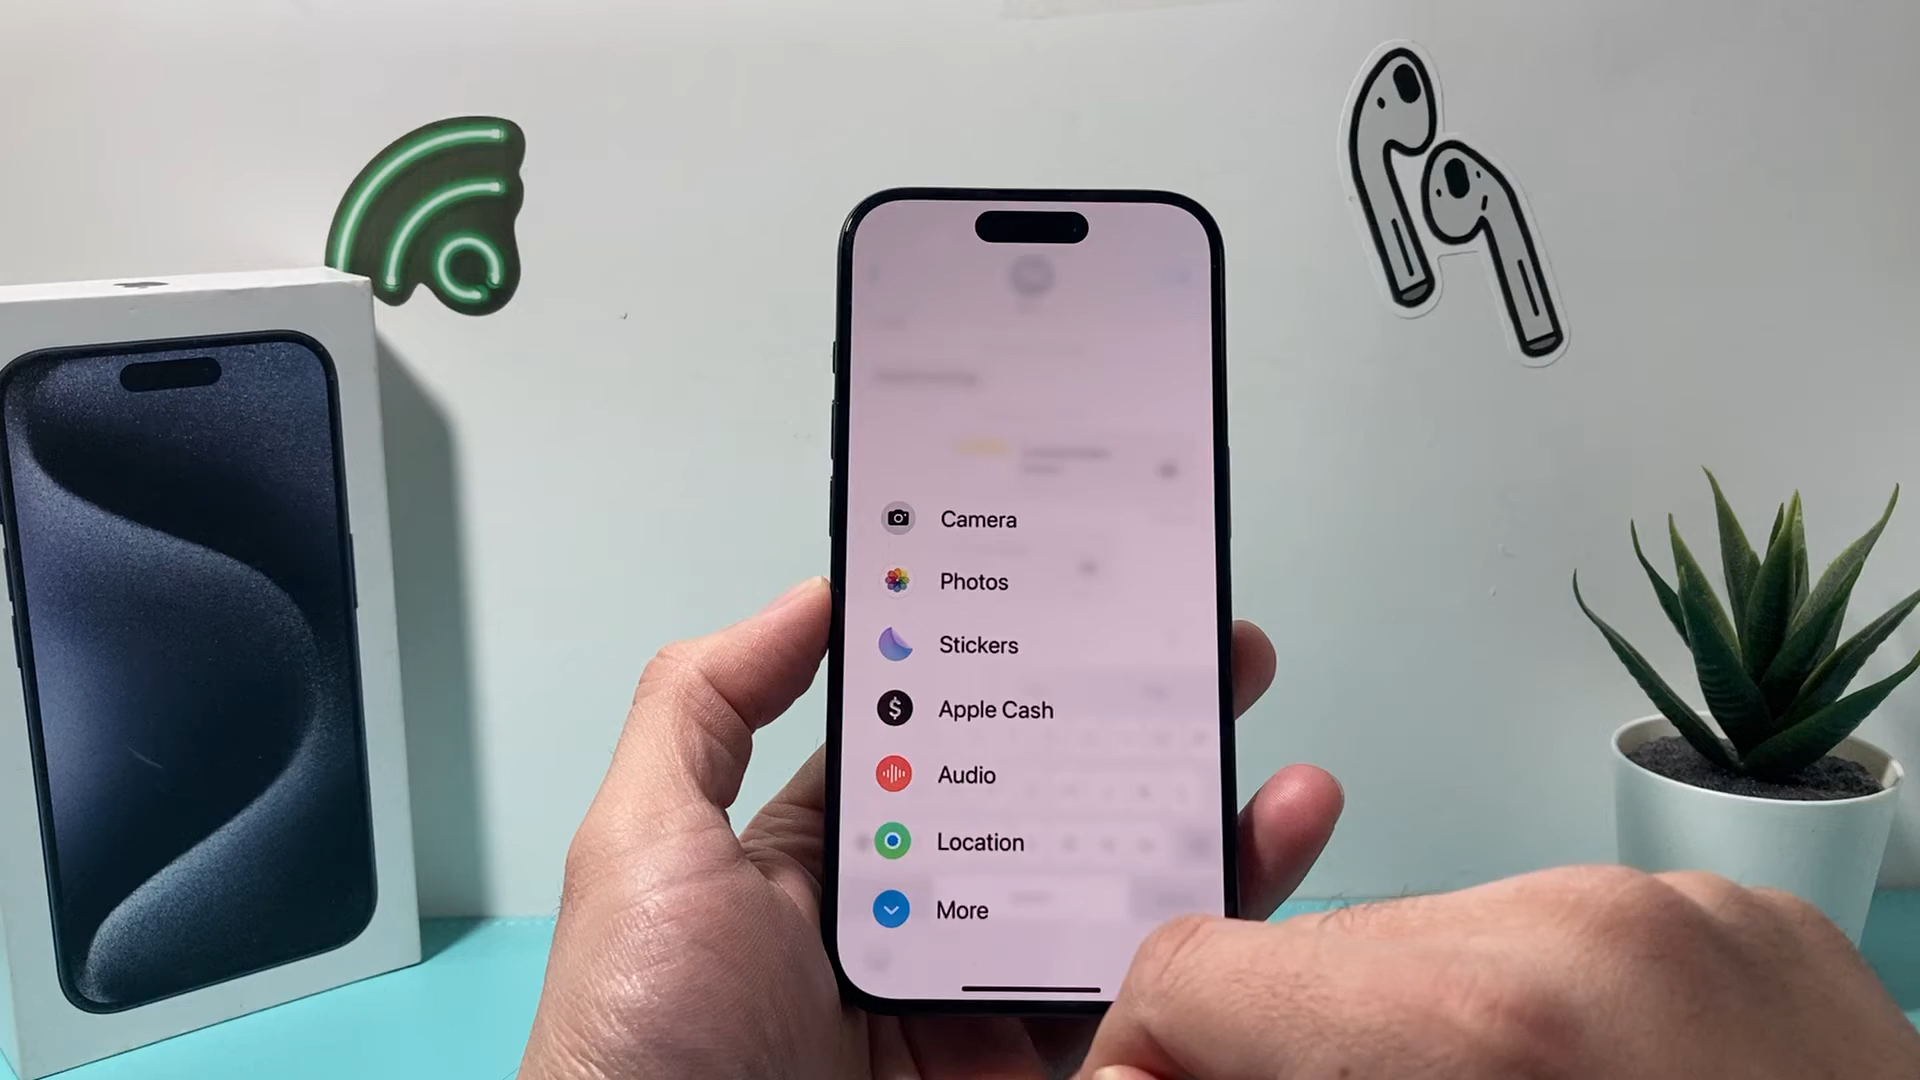 Camera
Photos
Stickers
Apple Cash
Audio
Location
More